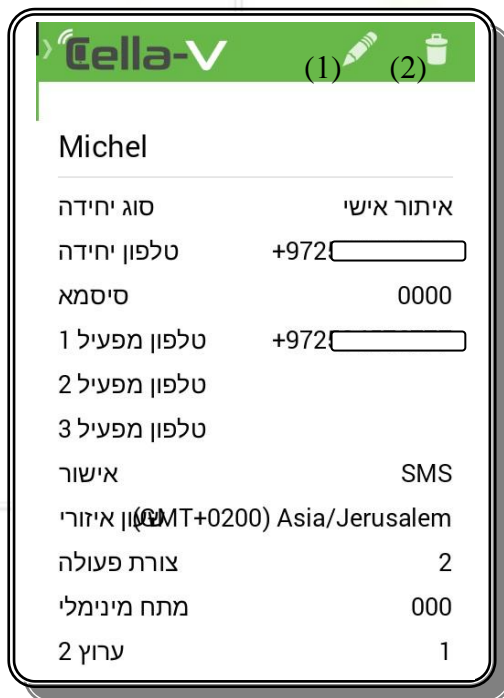 Cella-V (1) (2)
Michel
סוג יחידה איתור אישי
טלפון יחידה +972
סיסמא 0000
טלפון מפעיל 1 +972
טלפון מפעיל 2
טלפון מפעיל 3
אישור SMS
שעון איזורי (GMT+0200) Asia/Jerusalem
צורת פעולה 2
מתח מינימלי 000
ערוץ 2 1